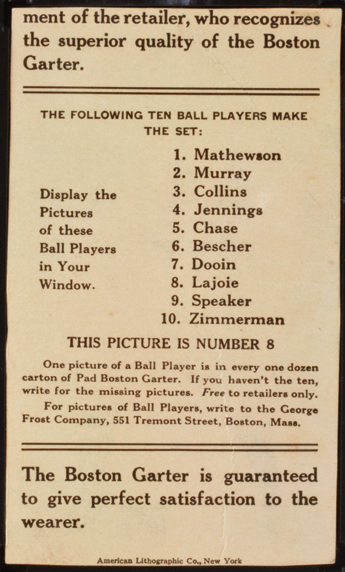 ment of the retailer, who recognizes
the superior quality of the Boston
Garter.
THE FOLLOWING TEN BALL PLAYERS MAKE
THE SET:
Display the
Pictures
of these
Ball Players
in Your
Window.
1. Mathewson
2. Murray
3. Collins
4. Jennings
5. Chase
6. Bescher
7. Dooin
8. Lajoie
9. Speaker
10. Zimmerman
THIS PICTURE IS NUMBER 8
One picture of a Ball Player is in every one dozen
carton of Pad Boston Garter. If you haven't the ten,
write for the missing pictures. Free to retailers only.
For pictures of Ball Players, write to the George
Frost Company, 551 Tremont Street, Boston, Mass.
The Boston Garter is guaranteed
to give perfect satisfaction to the
wearer.
American Lithographic Co., New York